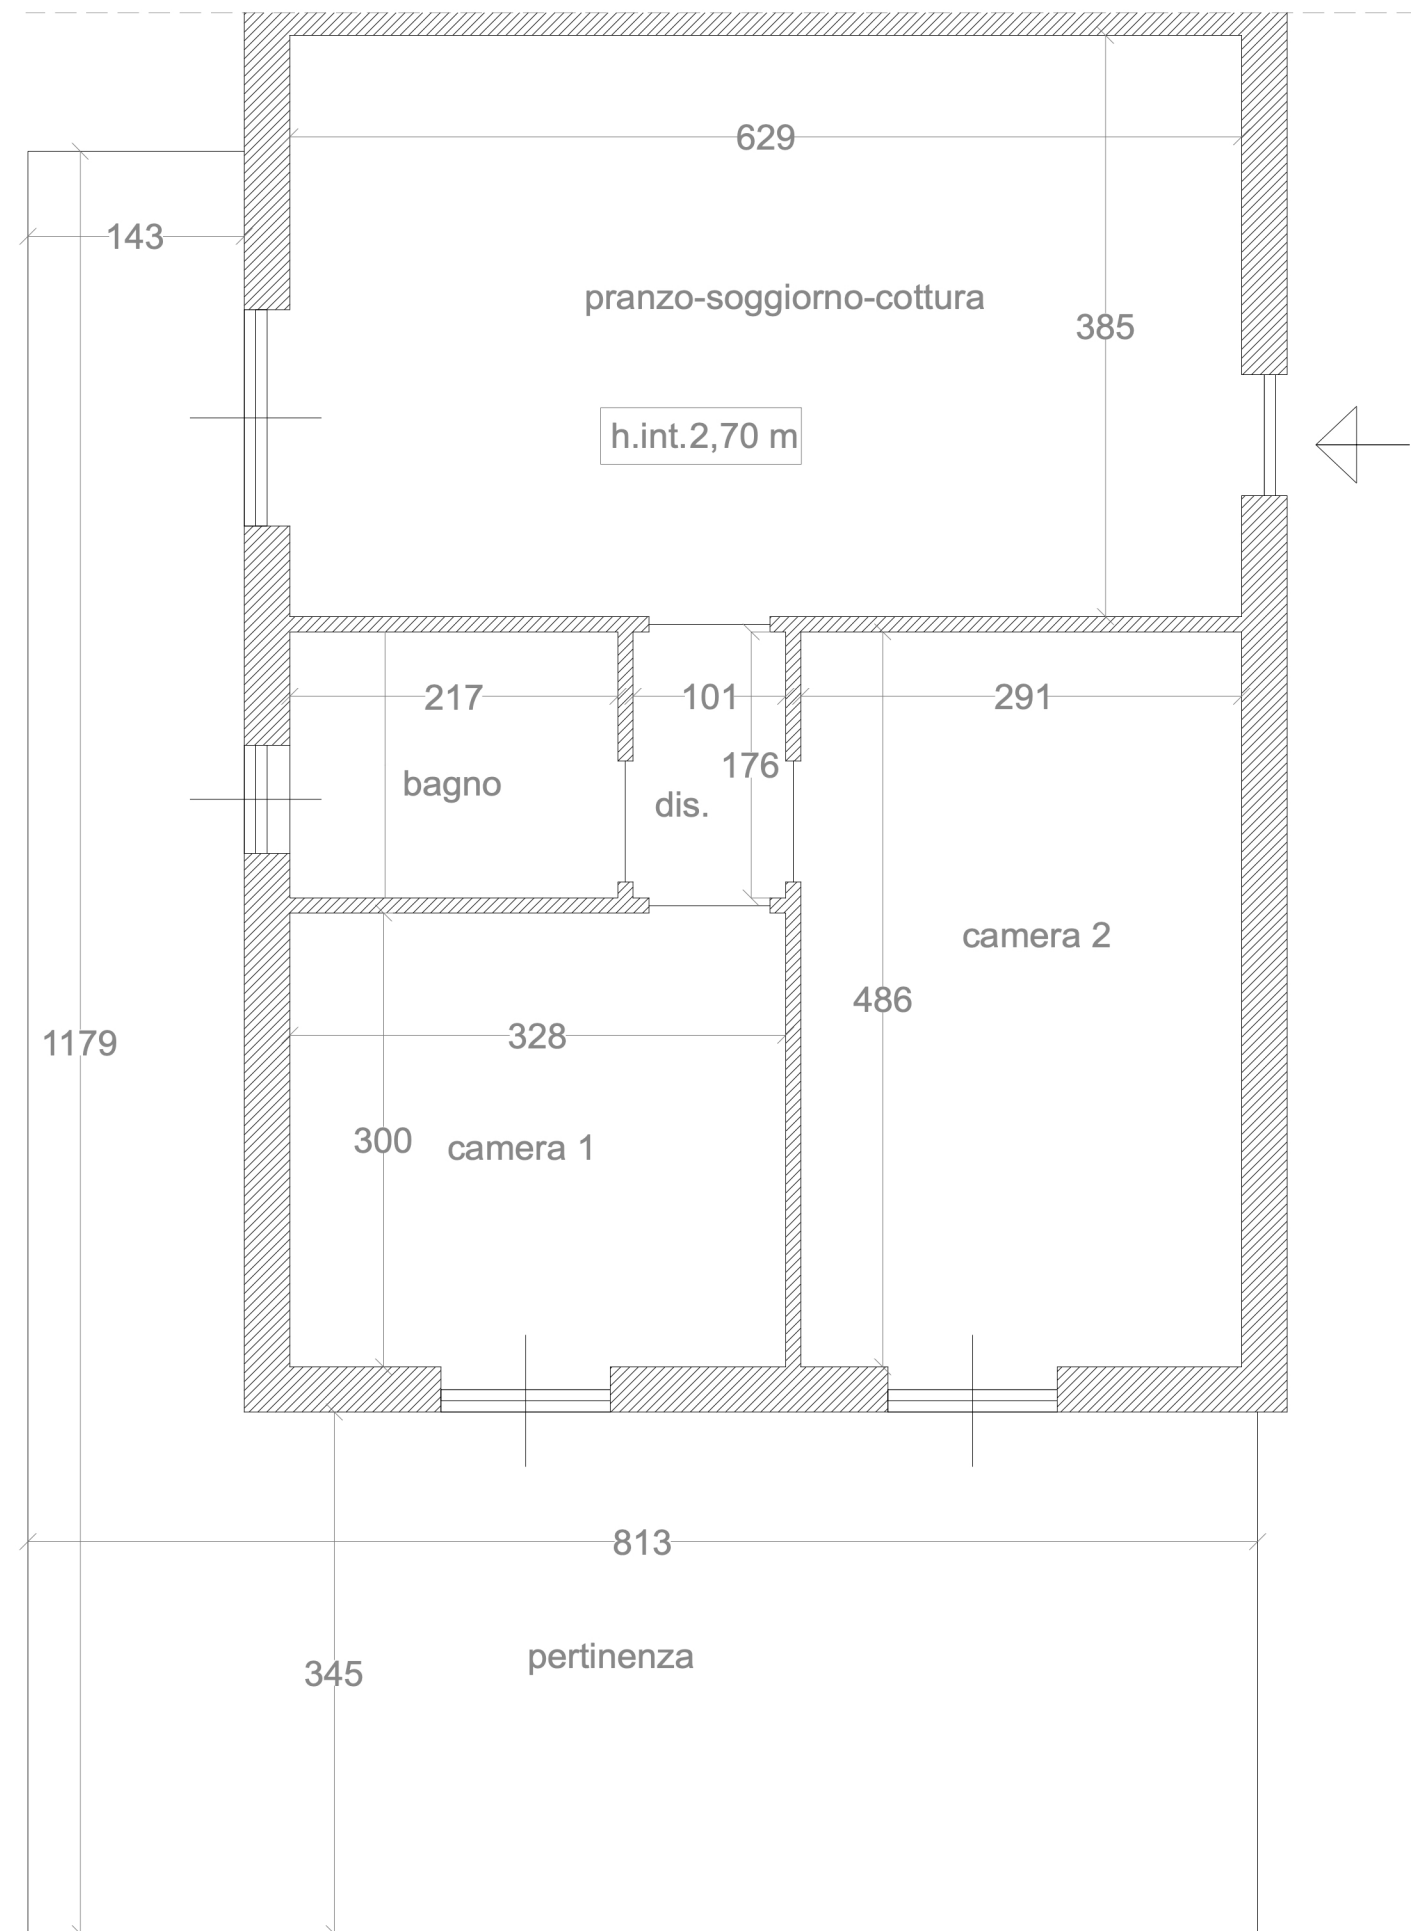 629
143
pranzo-soggiorno-cottura
385
h.int.2,70 m
217
101
291
176
bagno
dis.
camera 2
486
328
1179
300
camera 1
813
pertinenza
345